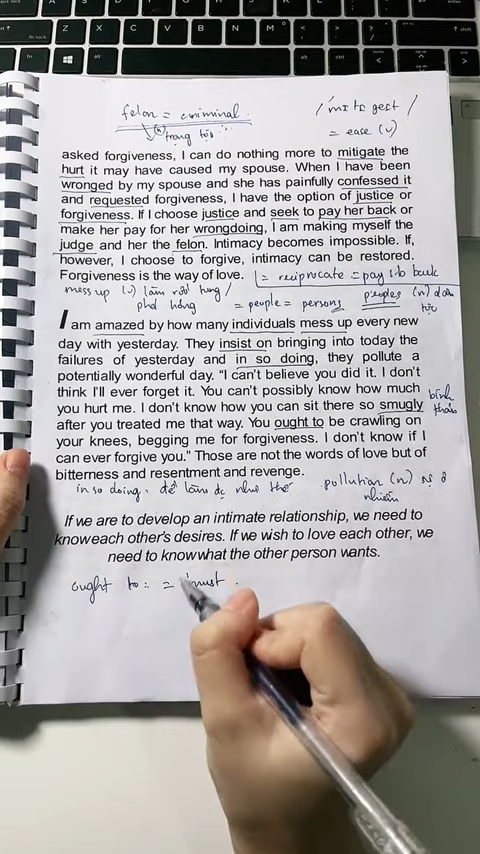 felon = criminal
(n) trọng tội
/ˈmɪtɪgeɪt/
= ease (v)
asked forgiveness, I can do nothing more to mitigate the
hurt it may have caused my spouse. When I have been
wronged by my spouse and she has painfully confessed it
and requested forgiveness, I have the option of justice or
forgiveness. If I choose justice and seek to pay her back or
make her pay for her wrongdoing, I am making myself the
judge and her the felon. Intimacy becomes impossible. If,
however, I choose to forgive, intimacy can be restored.
Forgiveness is the way of love.
= reciprocate = pay s.b back
mess up (v) làm rối tung /
phá hỏng
= people = persons
peoples (n) dân
tộc
I am amazed by how many individuals mess up every new
day with yesterday. They insist on bringing into today the
failures of yesterday and in so doing, they pollute a
potentially wonderful day. “I can’t believe you did it. I don’t
think I’ll ever forget it. You can’t possibly know how much
you hurt me. I don’t know how you can sit there so smugly
after you treated me that way. You ought to be crawling on
your knees, begging me for forgiveness. I don’t know if I
can ever forgive you.” Those are not the words of love but of
bitterness and resentment and revenge.
bình
thản
in so doing: để làm đc như thế
pollution (n) sự ô
nhiễm
If we are to develop an intimate relationship, we need to
knoweach other’s desires. If we wish to love each other, we
need to knowwhat the other person wants.
ought to: = must